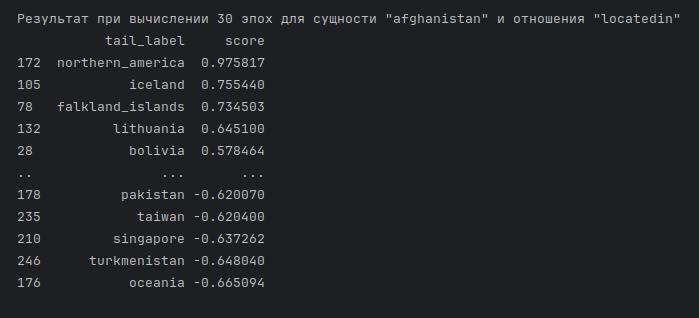 Результат при вычислении 30 эпох для сущности "afghanistan" и отношения "locatedin"
tail_label score
172 northern_america 0.975817
105 iceland 0.755440
78 falkland_islands 0.734503
132 lithuania 0.645100
28 bolivia 0.578464
.. ... ...
178 pakistan -0.620070
235 taiwan -0.620400
210 singapore -0.637262
246 turkmenistan -0.648040
176 oceania -0.665094